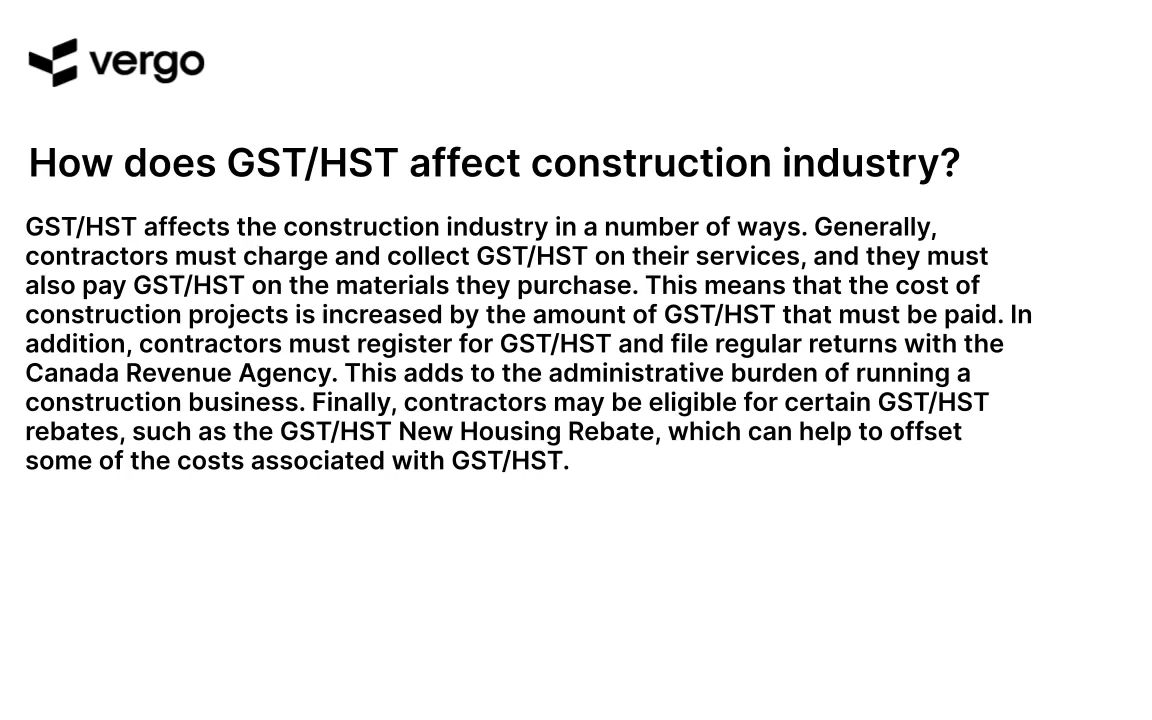 vergo
How does GST/HST affect construction industry?
GST/HST affects the construction industry in a number of ways. Generally,
contractors must charge and collect GST/HST on their services, and they must
also pay GST/HST on the materials they purchase. This means that the cost of
construction projects is increased by the amount of GST/HST that must be paid. In
addition, contractors must register for GST/HST and file regular returns with the
Canada Revenue Agency. This adds to the administrative burden of running a
construction business. Finally, contractors may be eligible for certain GST/HST
rebates, such as the GST/HST New Housing Rebate, which can help to offset
some of the costs associated with GST/HST.